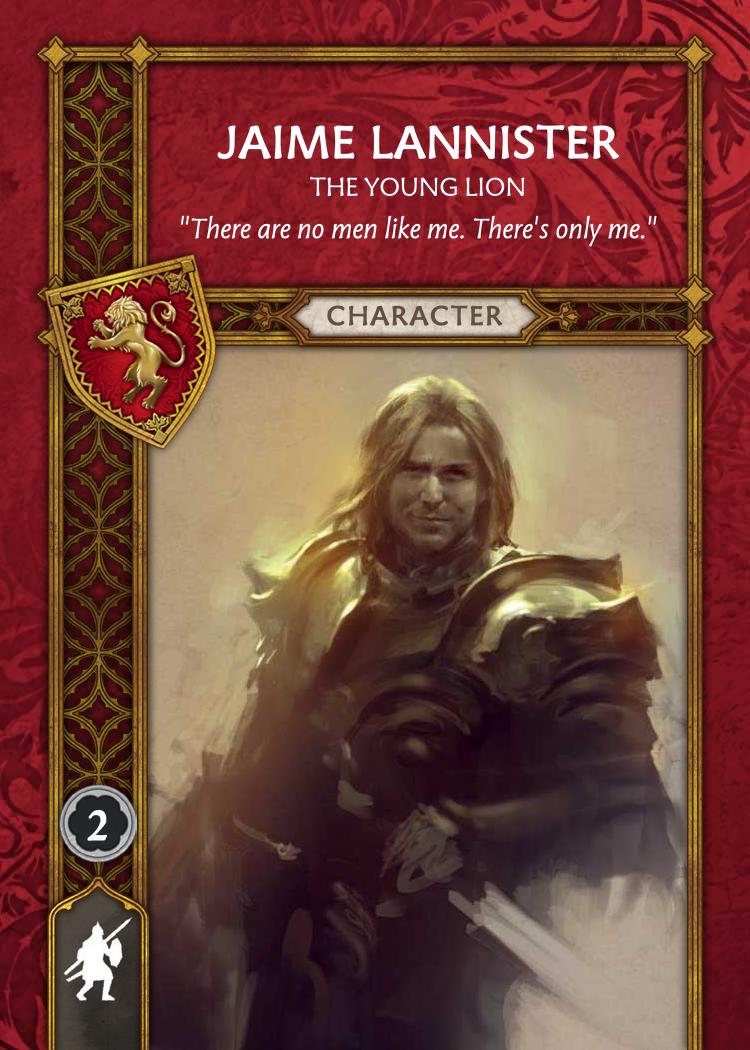 JAIME LANNISTER
THE YOUNG LION
"There are no men like me. There's only me."
CHARACTER
2